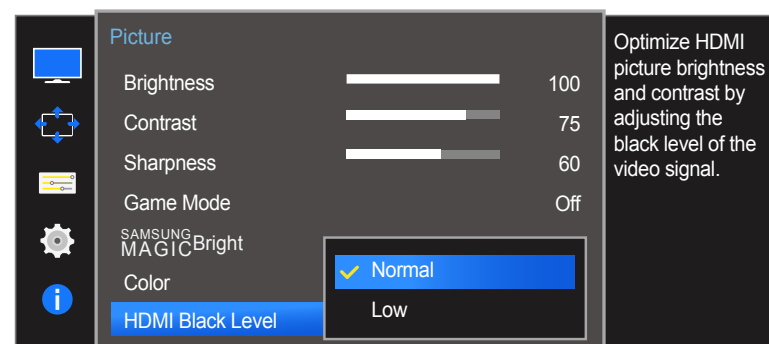 Picture
Brightness 100
Contrast 75
Sharpness 60
Game Mode Off
SAMSUNG
MAGICBright
Color
HDMI Black Level
Normal
Low
Optimize HDMI
picture brightness
and contrast by
adjusting the
black level of the
video signal.